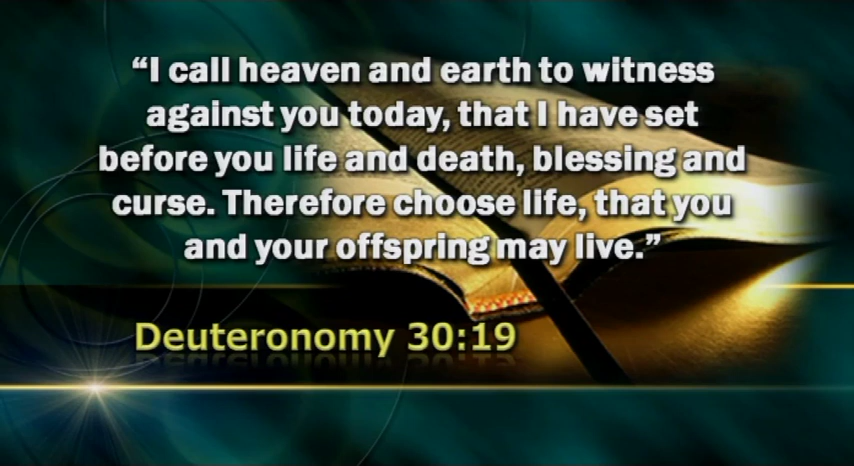 “I call heaven and earth to witness
against you today, that I have set
before you life and death, blessing and
curse. Therefore choose life, that you
and your offspring may live.”
Deuteronomy 30:19